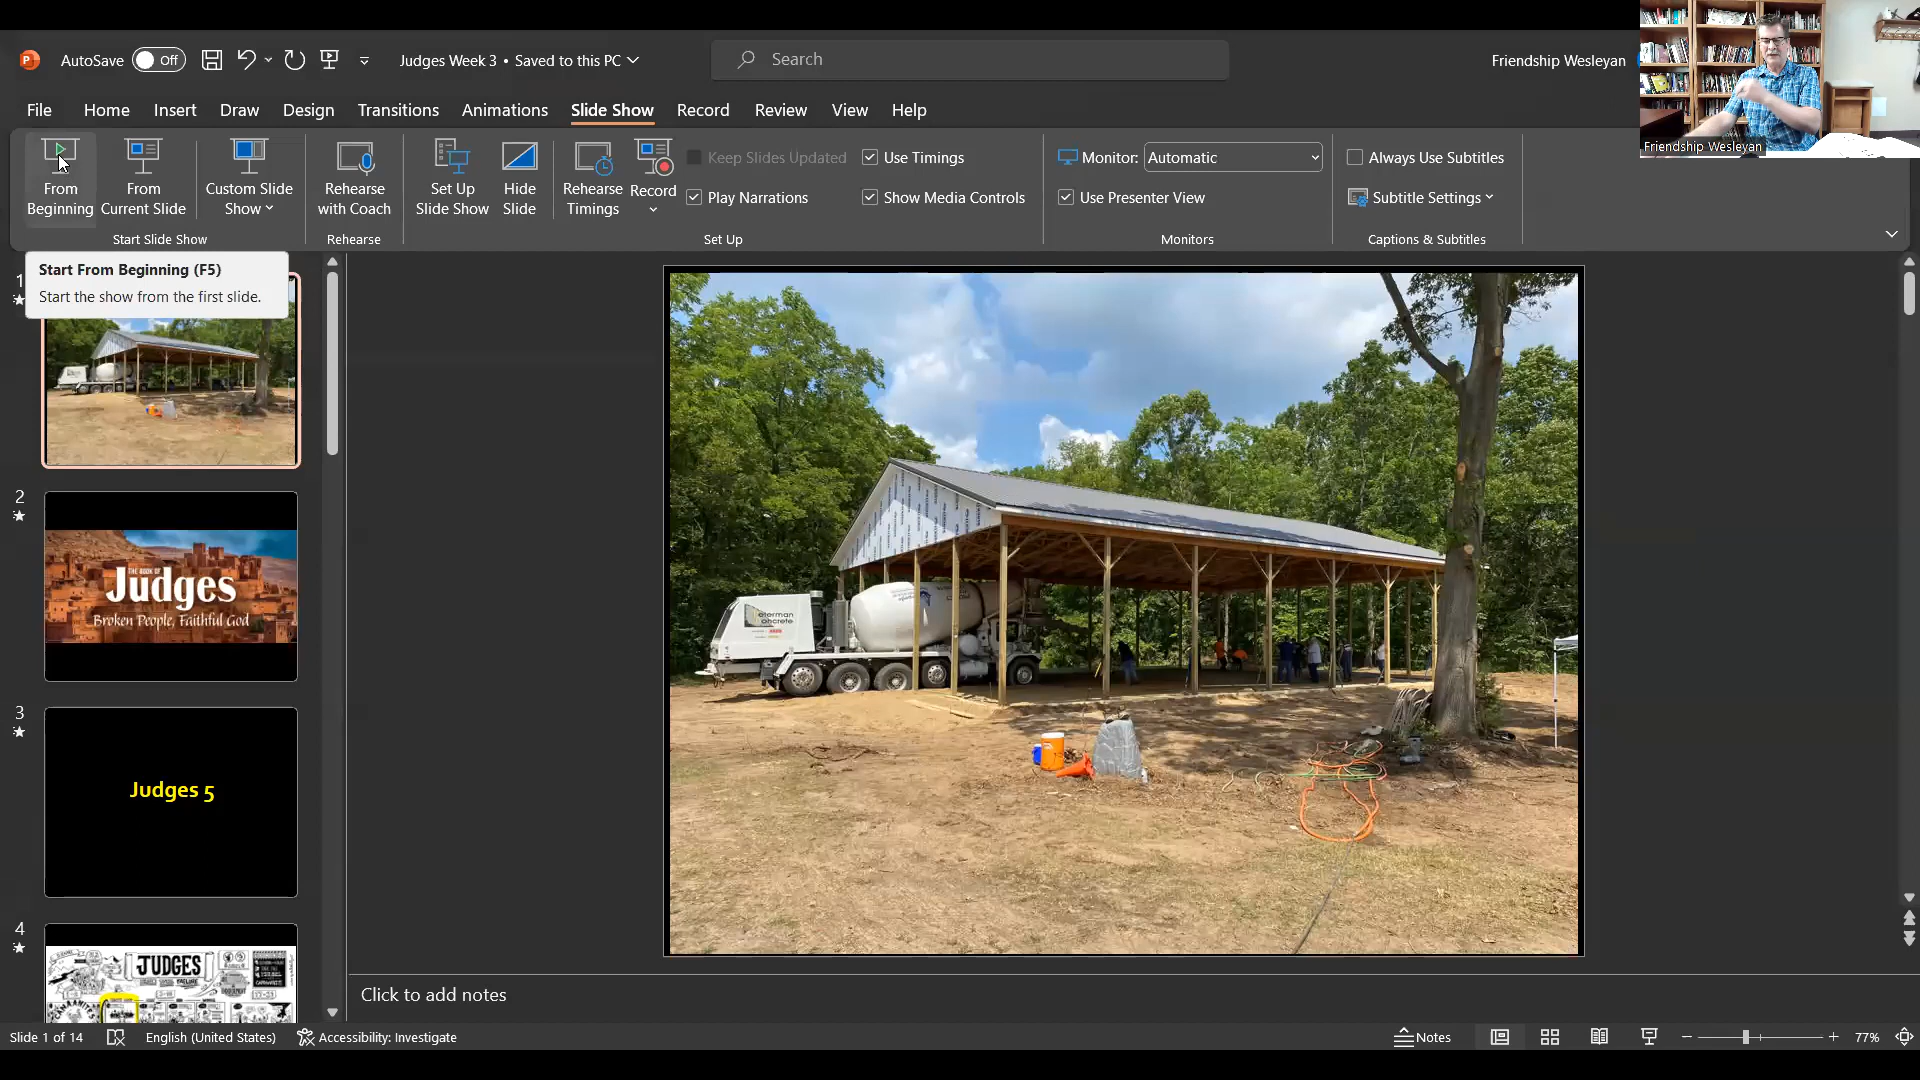 AutoSave Off
Judges Week 3 • Saved to this PC
Search
Friendship Wesleyan
File Home Insert Draw Design Transitions Animations Slide Show Record Review View Help
From Beginning
From Current Slide
Custom Slide Show
Start Slide Show
Rehearse with Coach
Rehearse
Set Up Slide Show
Hide Slide
Rehearse Timings
Record
Keep Slides Updated
Play Narrations
Use Timings
Show Media Controls
Set Up
Monitor: Automatic
Use Presenter View
Monitors
Always Use Subtitles
Subtitle Settings
Captions & Subtitles
Friendship Wesleyan
Start From Beginning (F5)
Start the show from the first slide.
1
2
THE BOOK OF
Judges
Broken People, Faithful God
3
Judges 5
4
JUDGES
Click to add notes
Slide 1 of 14
English (United States)
Accessibility: Investigate
Notes
77%